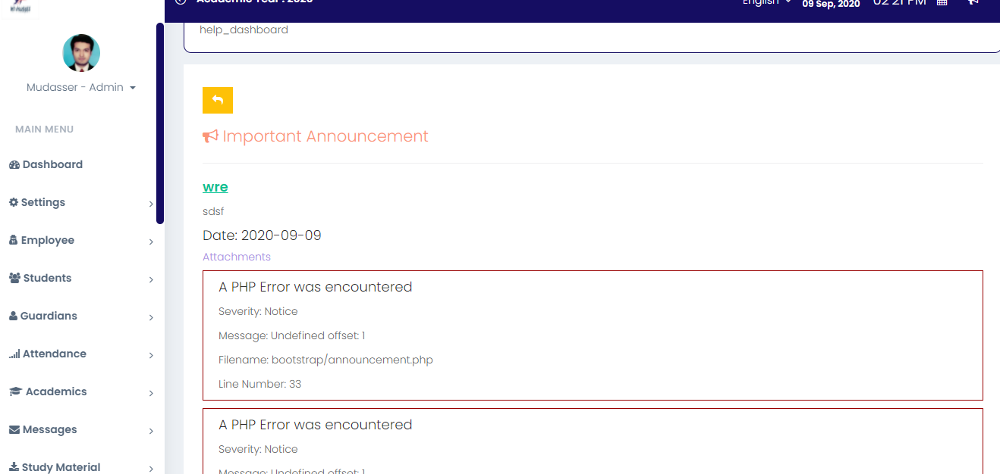 Academic Year : 2020
English
09 Sep, 2020
02 21 PM
help_dashboard
Mudasser - Admin
MAIN MENU
Dashboard
Settings
Employee
Students
Guardians
Attendance
Academics
Messages
Study Material
Important Announcement
wre
sdsf
Date: 2020-09-09
Attachments
A PHP Error was encountered
Severity: Notice
Message: Undefined offset: 1
Filename: bootstrap/announcement.php
Line Number: 33
A PHP Error was encountered
Severity: Notice
Message: Undefined offset: 1